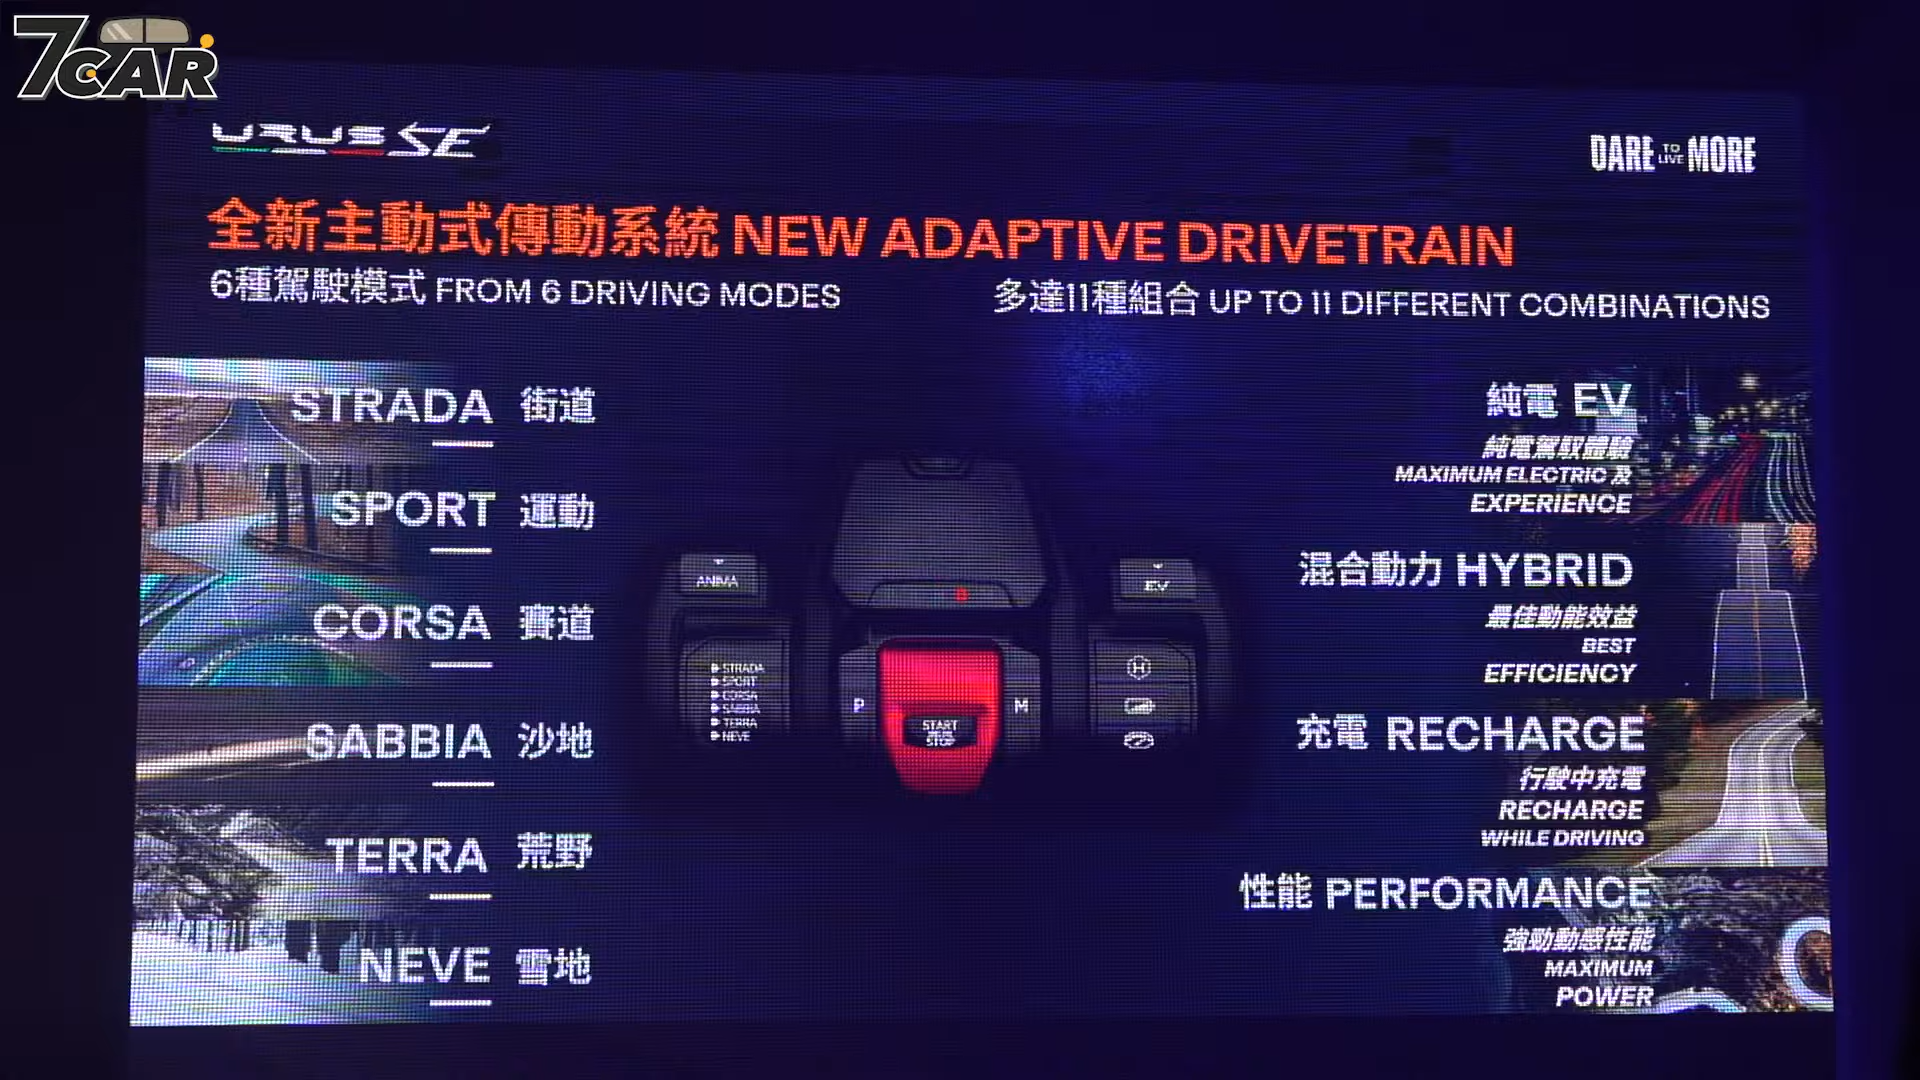 7CAR
URUS SE
DARE TO LIVE MORE
全新主動式傳動系統 NEW ADAPTIVE DRIVETRAIN
6種駕駛模式 FROM 6 DRIVING MODES
多達11種組合 UP TO 11 DIFFERENT COMBINATIONS
STRADA 街道
SPORT 運動
CORSA 賽道
SABBIA 沙地
TERRA 荒野
NEVE 雪地
ANIMA
STRADA
SPORT
CORSA
SABBIA
TERRA
NEVE
P
START
STOP
M
EV
H
純電 EV
純電駕馭體驗
MAXIMUM ELECTRIC 及
EXPERIENCE
混合動力 HYBRID
最佳動能效益
BEST
EFFICIENCY
充電 RECHARGE
行駛中充電
RECHARGE
WHILE DRIVING
性能 PERFORMANCE
強勁動感性能
MAXIMUM
POWER